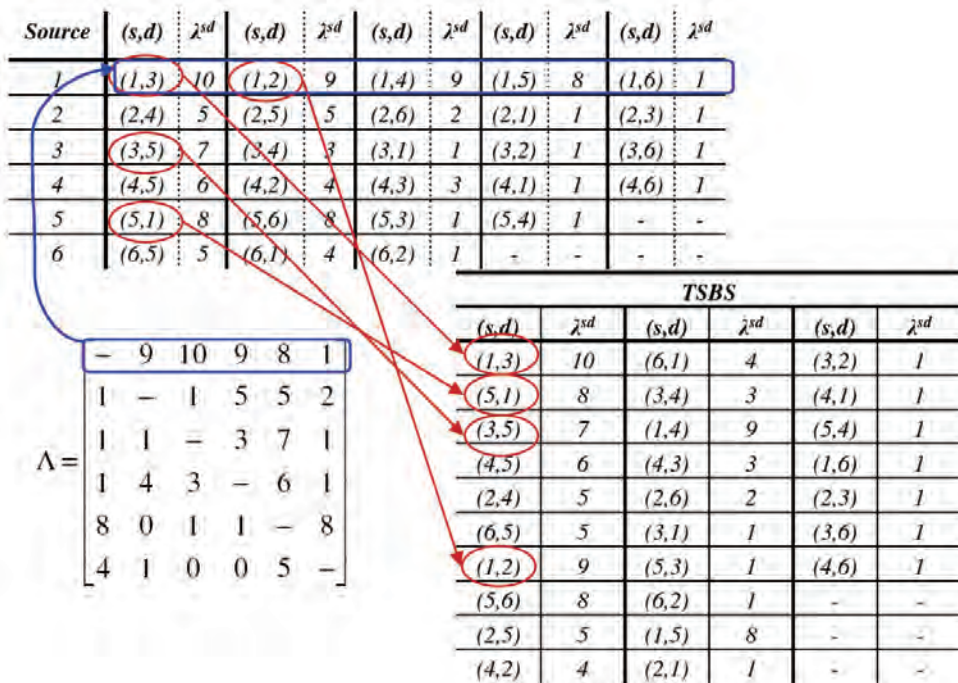 Source (s,d) λsd (s,d) λsd (s,d) λsd (s,d) λsd (s,d) λsd
1 (1,3) 10 (1,2) 9 (1,4) 9 (1,5) 8 (1,6) 1
2 (2,4) 5 (2,5) 5 (2,6) 2 (2,1) 1 (2,3) 1
3 (3,5) 7 (3,4) 3 (3,1) 1 (3,2) 1 (3,6) 1
4 (4,5) 6 (4,2) 4 (4,3) 3 (4,1) 1 (4,6) 1
5 (5,1) 8 (5,6) 8 (5,3) 1 (5,4) 1 - -
6 (6,5) 5 (6,1) 4 (6,2) 1 - - - -
TSBS
(s,d) λsd (s,d) λsd (s,d) λsd
(1,3) 10 (6,1) 4 (3,2) 1
(5,1) 8 (3,4) 3 (4,1) 1
(3,5) 7 (1,4) 9 (5,4) 1
(4,5) 6 (4,3) 3 (1,6) 1
(2,4) 5 (2,6) 2 (2,3) 1
(6,5) 5 (3,1) 1 (3,6) 1
(1,2) 9 (5,3) 1 (4,6) 1
(5,6) 8 (6,2) 1 - -
(2,5) 5 (1,5) 8 - -
(4,2) 4 (2,1) 1 - -
- 9 10 9 8 1
1 - 1 5 5 2
1 1 - 3 7 1
Λ = 1 4 3 - 6 1
8 0 1 1 - 8
4 1 0 0 5 -